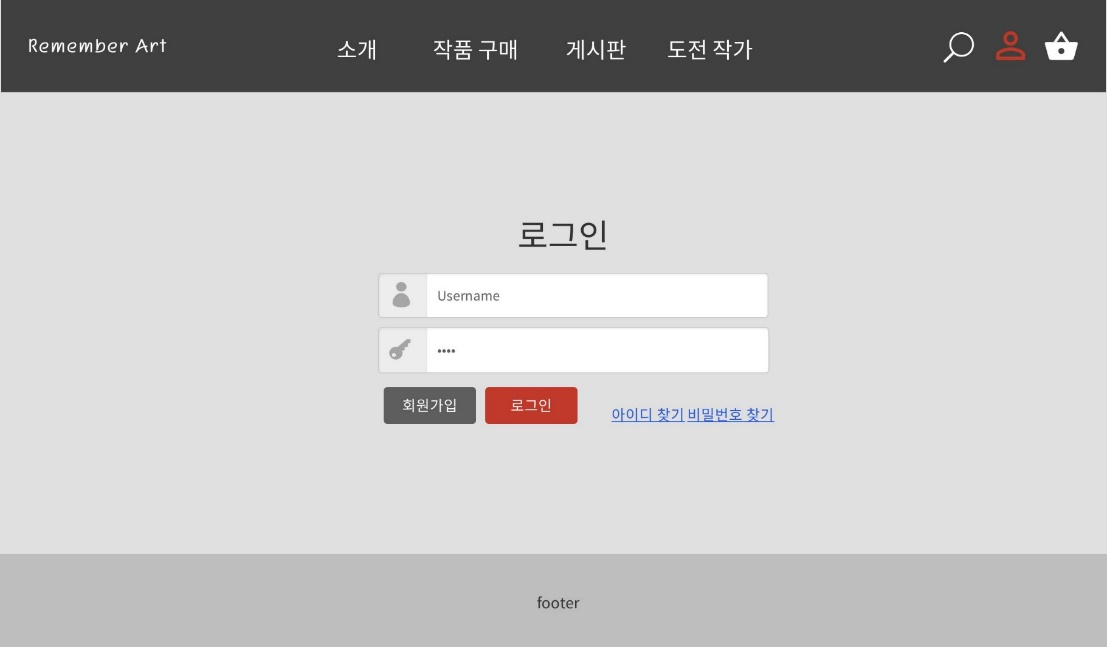 Remember Art 소개 작품 구매 게시판 도전 작가
로그인
Username
••••
회원가입 로그인 아이디 찾기 비밀번호 찾기
footer